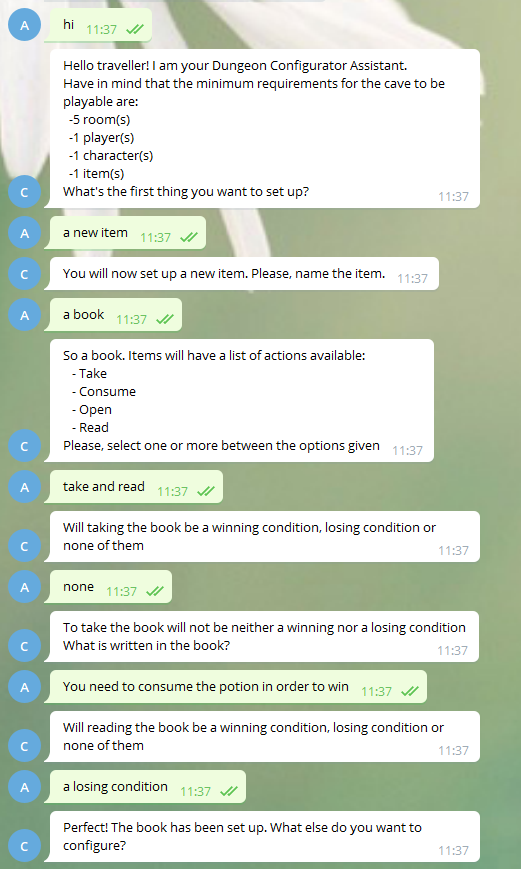 A
hi 11:37
Hello traveller! I am your Dungeon Configurator Assistant.
Have in mind that the minimum requirements for the cave to be
playable are:
-5 room(s)
-1 player(s)
-1 character(s)
-1 item(s)
What's the first thing you want to set up?
C
11:37
A
a new item 11:37
C
You will now set up a new item. Please, name the item. 11:37
A
a book 11:37
So a book. Items will have a list of actions available:
- Take
- Consume
- Open
- Read
C
Please, select one or more between the options given 11:37
A
take and read 11:37
Will taking the book be a winning condition, losing condition or
C
none of them 11:37
A
none 11:37
To take the book will not be neither a winning nor a losing condition
C
What is written in the book? 11:37
A
You need to consume the potion in order to win 11:37
Will reading the book be a winning condition, losing condition or
C
none of them 11:37
A
a losing condition 11:37
Perfect! The book has been set up. What else do you want to
C
configure? 11:37